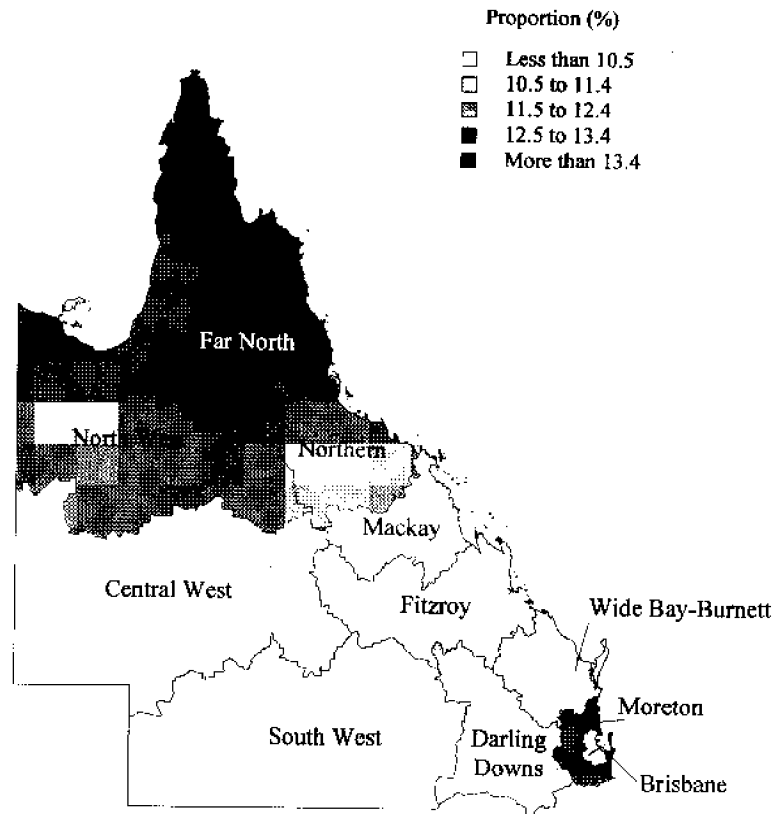 Proportion (%)
Less than 10.5
10.5 to 11.4
11.5 to 12.4
12.5 to 13.4
More than 13.4
Far North
North West
Northern
Mackay
Central West
Fitzroy
Wide Bay-Burnett
Moreton
South West
Darling
Downs
Brisbane